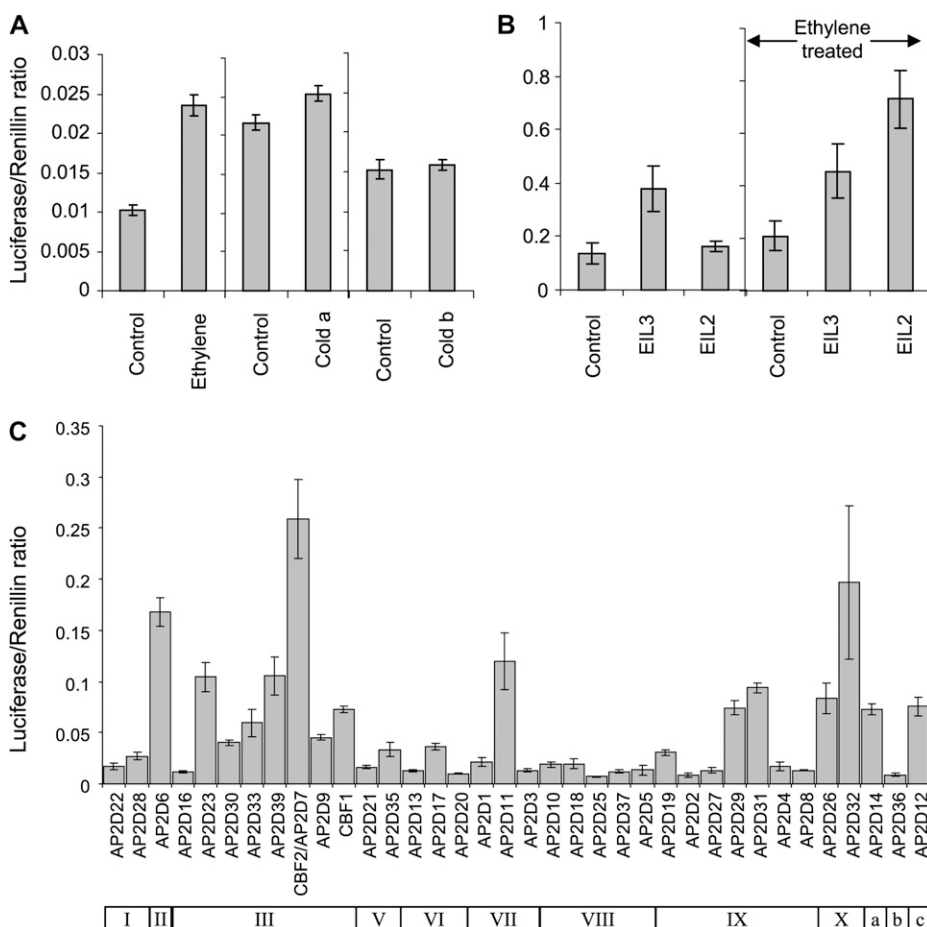 A
Luciferase/Renillin ratio
0.03
0.025
0.02
0.015
0.01
0.005
0
Control
Ethylene
Control
Cold a
Control
Cold b
B
Ethylene
treated
1
0.8
0.6
0.4
0.2
0
Control
EIL3
EIL2
Control
EIL3
EIL2
C
Luciferase/Renillin ratio
0.35
0.3
0.25
0.2
0.15
0.1
0.05
0
AP2D22
AP2D28
AP2D6
AP2D16
AP2D23
AP2D30
AP2D33
AP2D39
CBF2/AP2D7
AP2D9
CBF1
AP2D21
AP2D35
AP2D13
AP2D17
AP2D20
AP2D1
AP2D11
AP2D3
AP2D10
AP2D18
AP2D25
AP2D37
AP2D5
AP2D19
AP2D2
AP2D27
AP2D29
AP2D31
AP2D4
AP2D8
AP2D26
AP2D32
AP2D14
AP2D36
AP2D12
I II III V VI VII VIII IX X a b c